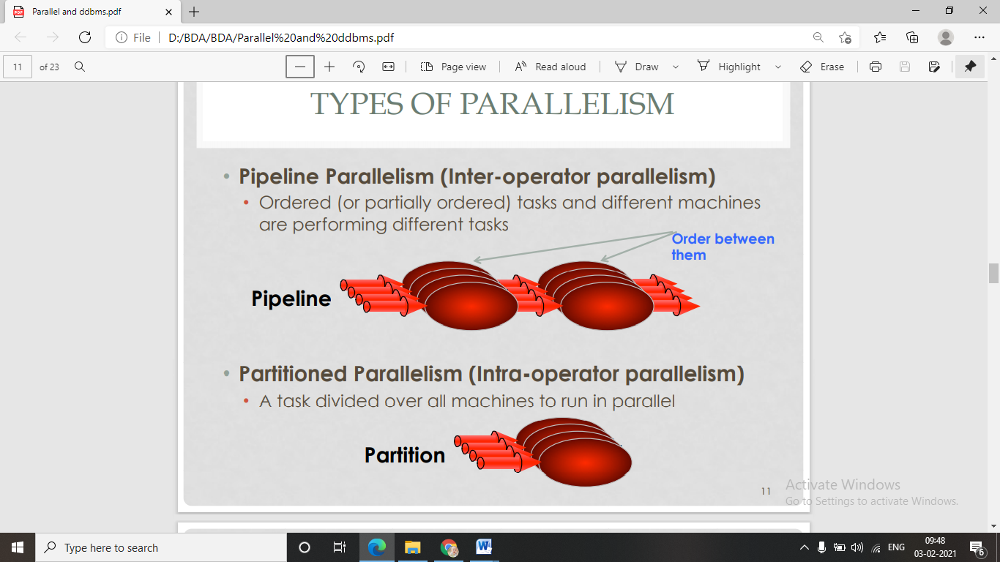 Parallel and ddbms.pdf
File
D:/BDA/BDA/Parallel%20and%20ddbms.pdf
11
of 23
Page view
Read aloud
Draw
Highlight
Erase
TYPES OF PARALLELISM
• Pipeline Parallelism (Inter-operator parallelism)
• Ordered (or partially ordered) tasks and different machines
are performing different tasks
Order between
them
Pipeline
• Partitioned Parallelism (Intra-operator parallelism)
• A task divided over all machines to run in parallel
Partition
11
Activate Windows
Go to Settings to activate Windows.
Type here to search
ENG
09:48
03-02-2021
6